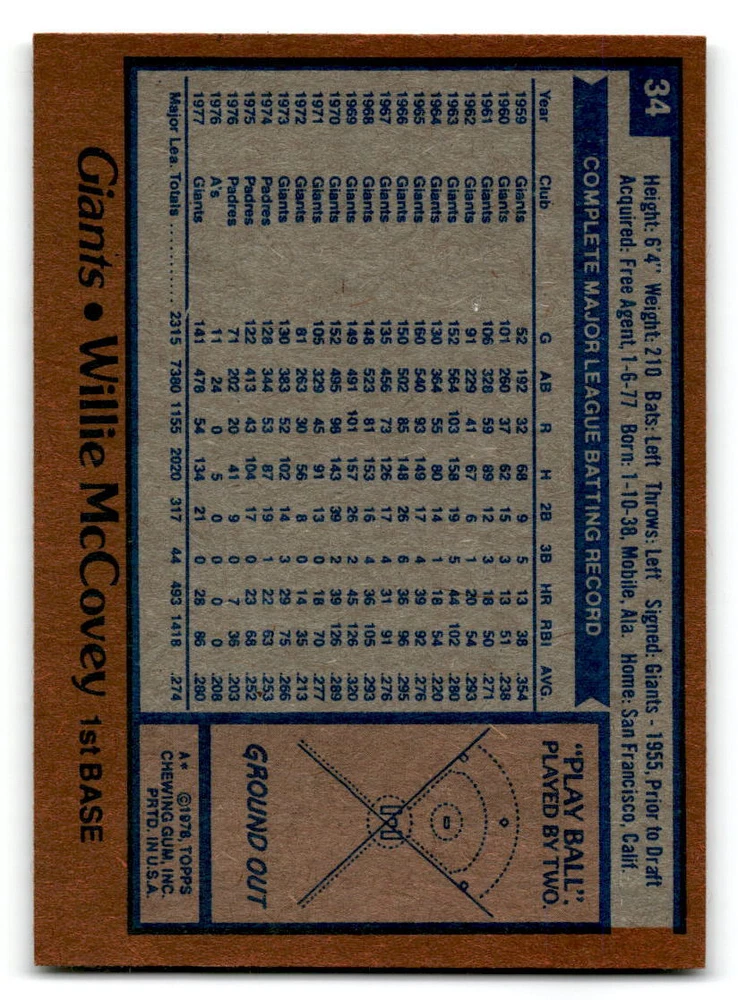 34
Height: 6'4" Weight: 210 Bats: Left Throws: Left Signed: Giants - 1955, Prior to Draft
Acquired: Free Agent, 1-6-77 Born: 1-10-38, Mobile, Ala. Home: San Francisco, Calif.
COMPLETE MAJOR LEAGUE BATTING RECORD
Year Club G AB R H 2B 3B HR RBI AVG.
1959 Giants 52 192 32 68 9 5 13 38 .354
1960 Giants 101 260 37 62 15 3 13 51 .238
1961 Giants 106 328 59 89 12 3 18 50 .271
1962 Giants 91 229 41 67 6 1 20 54 .293
1963 Giants 152 564 103 158 19 5 44 102 .280
1964 Giants 130 364 55 80 14 1 18 54 .220
1965 Giants 160 540 93 149 17 4 39 92 .276
1966 Giants 150 502 85 148 26 6 36 96 .295
1967 Giants 135 456 73 126 17 4 31 91 .276
1968 Giants 148 523 81 153 16 4 36 105 .293
1969 Giants 149 491 101 157 26 2 45 126 .320
1970 Giants 152 495 98 143 39 2 39 126 .289
1971 Giants 105 329 45 91 13 0 18 70 .277
1972 Giants 81 263 30 56 8 0 14 35 .213
1973 Giants 130 383 52 102 14 3 29 75 .266
1974 Padres 128 344 53 87 19 1 22 63 .253
1975 Padres 122 413 43 104 17 0 23 68 .252
1976 Padres 71 202 20 41 9 0 7 36 .203
1976 A's 11 24 0 5 0 0 0 0 .208
1977 Giants 141 478 54 134 21 0 28 86 .280
Major Lea. Totals ............ 2315 7380 1155 2020 317 44 493 1418 .274
"PLAY BALL"
PLAYED BY TWO.
GROUND OUT
A* ©1978 TOPPS
CHEWING GUM, INC.
PRTD. IN U.S.A.
Giants • Willie McCovey 1st BASE